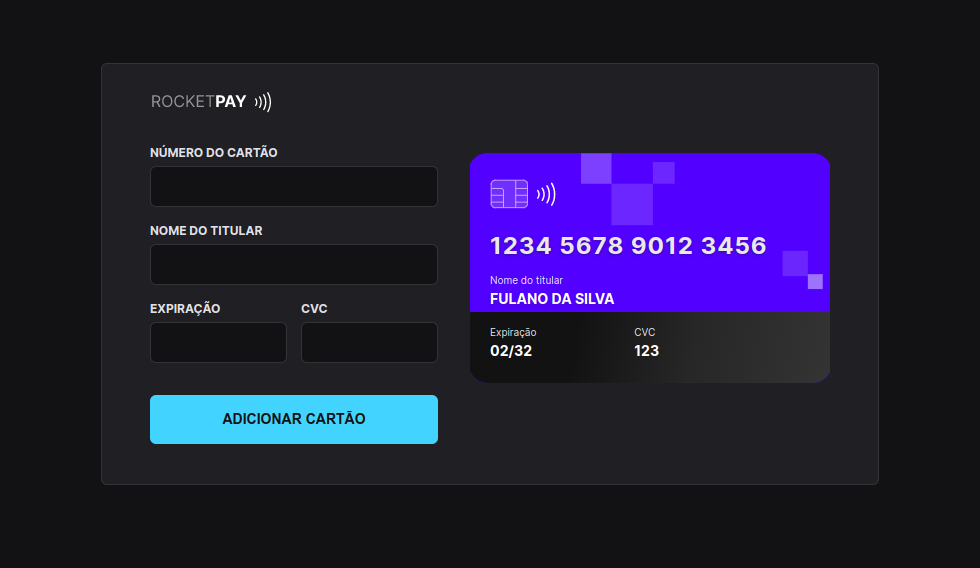 ROCKETPAY
NÚMERO DO CARTÃO
NOME DO TITULAR
EXPIRAÇÃO CVC
ADICIONAR CARTÃO
1234 5678 9012 3456
Nome do titular
FULANO DA SILVA
Expiração CVC
02/32 123